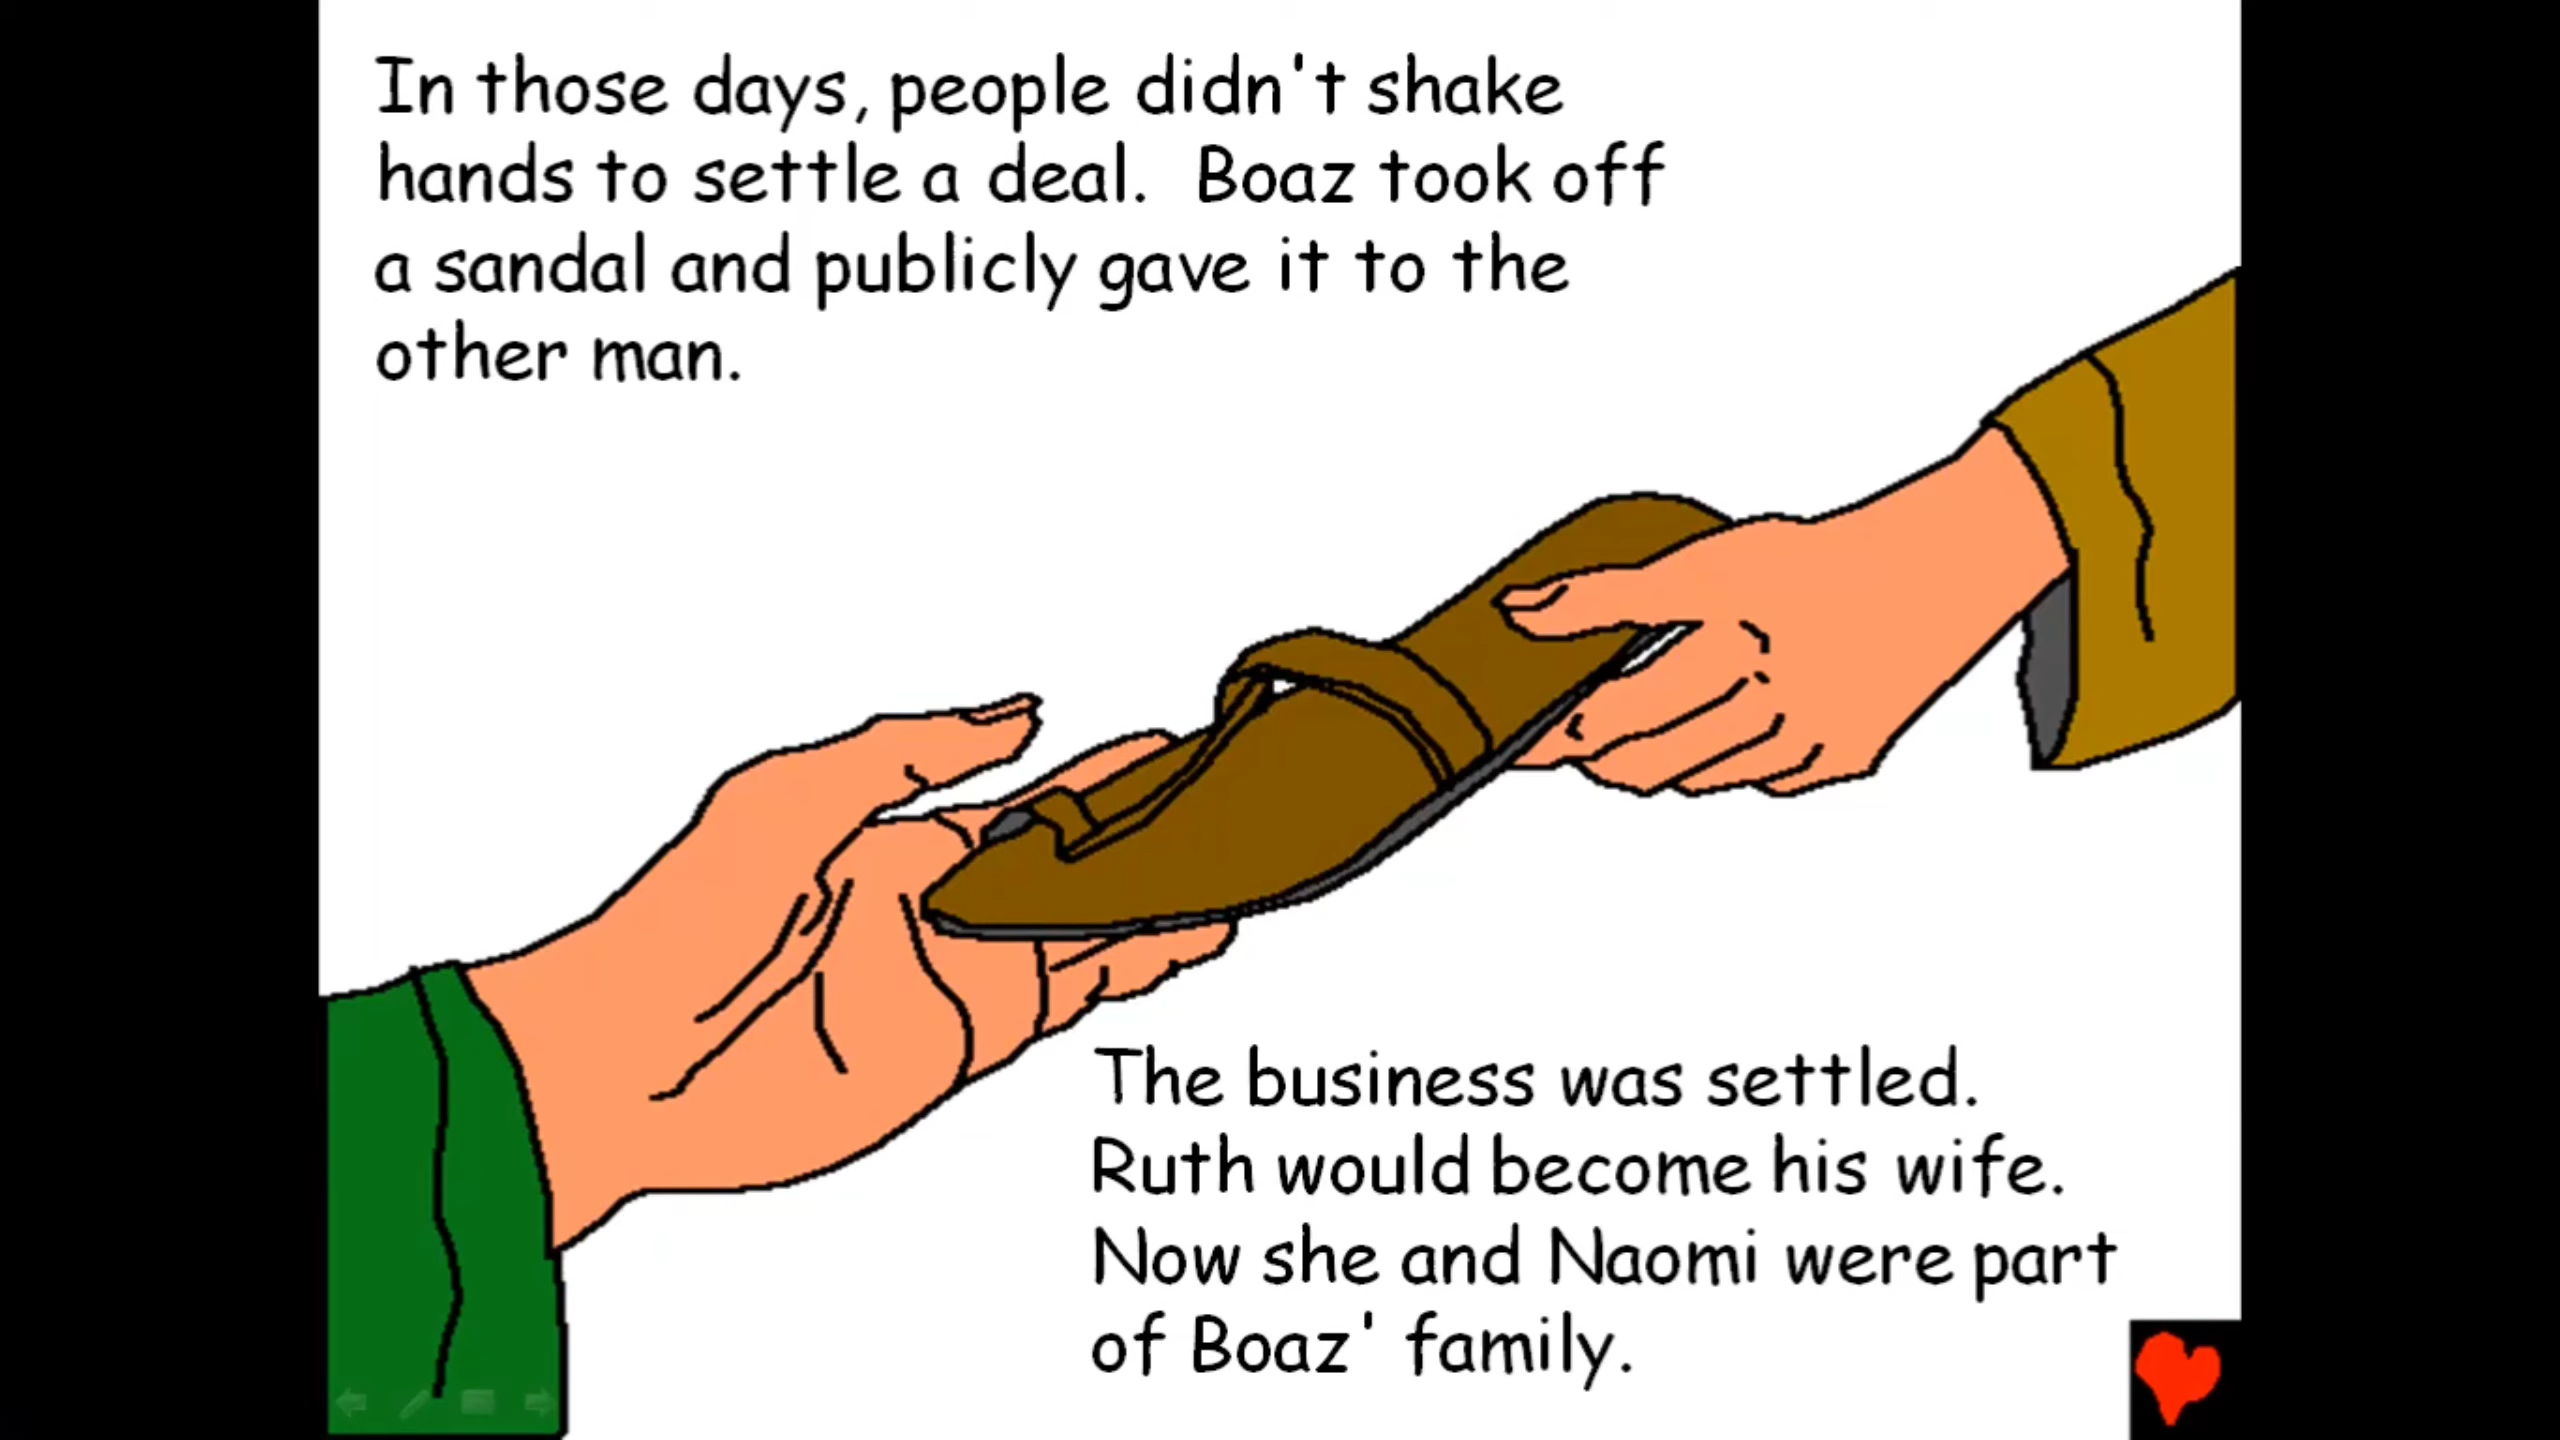 In those days, people didn't shake
hands to settle a deal.  Boaz took off
a sandal and publicly gave it to the
other man.
The business was settled.
Ruth would become his wife.
Now she and Naomi were part
of Boaz' family.